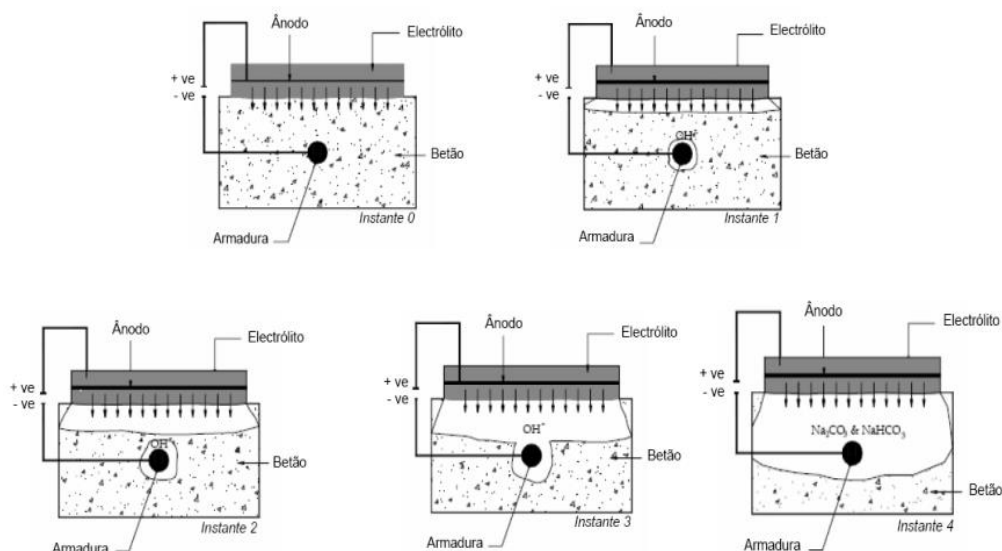 Ânodo
Electrólito
+ ve
- ve
Betão
Instante 0
Armadura
Ânodo
Electrólito
+ ve
- ve
OH⁻
Betão
Instante 1
Armadura
Ânodo
Electrólito
+ ve
- ve
OH⁻
Betão
Instante 2
Armadura
Ânodo
Electrólito
+ ve
- ve
OH⁻
Betão
Instante 3
Armadura
Ânodo
Electrólito
+ ve
- ve
Na₂CO₃ & NaHCO₃
Betão
Instante 4
Armadura